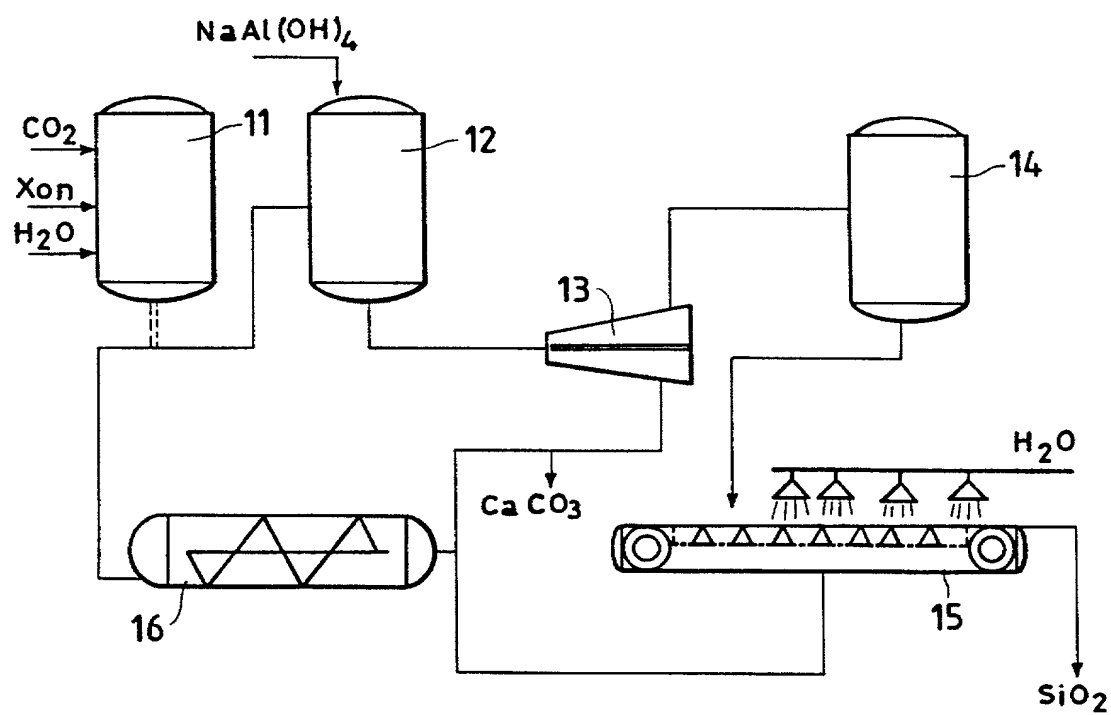 NaAl(OH)₄
11
12
CO₂
Xon
H₂O
14
13
H₂O
CaCO₃
16
15
SiO₂